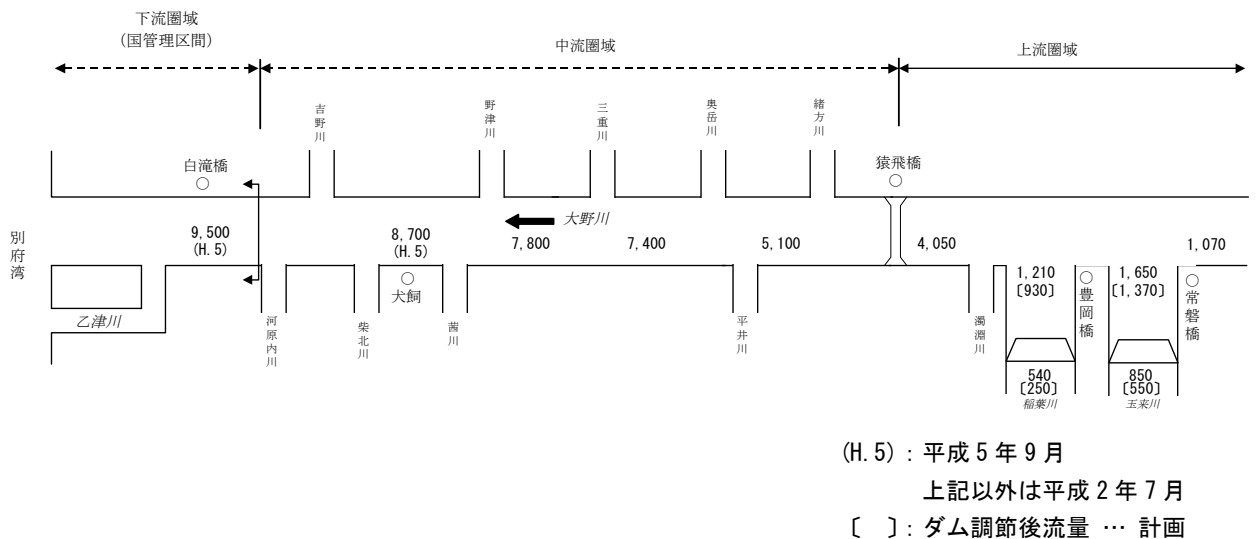 下流圏域
(国管理区間)
中流圏域
上流圏域
吉野川
野津川
三重川
奥岳川
緒方川
白滝橋
猿飛橋
大野川
別府湾
9,500
(H.5)
8,700
(H.5)
7,800
7,400
5,100
4,050
1,070
1,210
〔930〕
1,650
〔1,370〕
犬飼
豊岡橋
常磐橋
乙津川
河原内川
柴北川
茜川
平井川
濁淵川
540
〔250〕
稲葉川
850
〔550〕
玉来川
(H.5)：平成5年9月
上記以外は平成2年7月
〔　〕：ダム調節後流量 … 計画